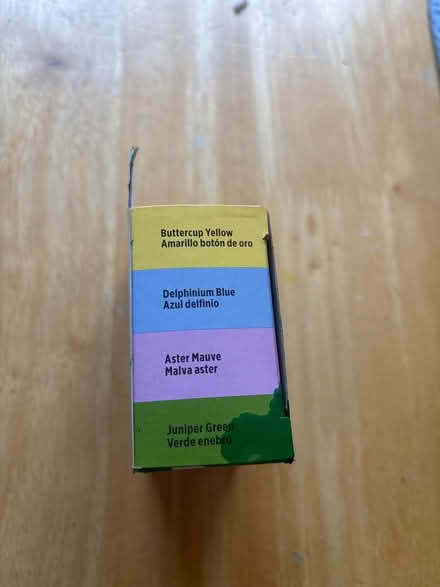 Buttercup Yellow
Amarillo botón de oro
Delphinium Blue
Azul delfinio
Aster Mauve
Malva aster
Juniper Green
Verde enebro